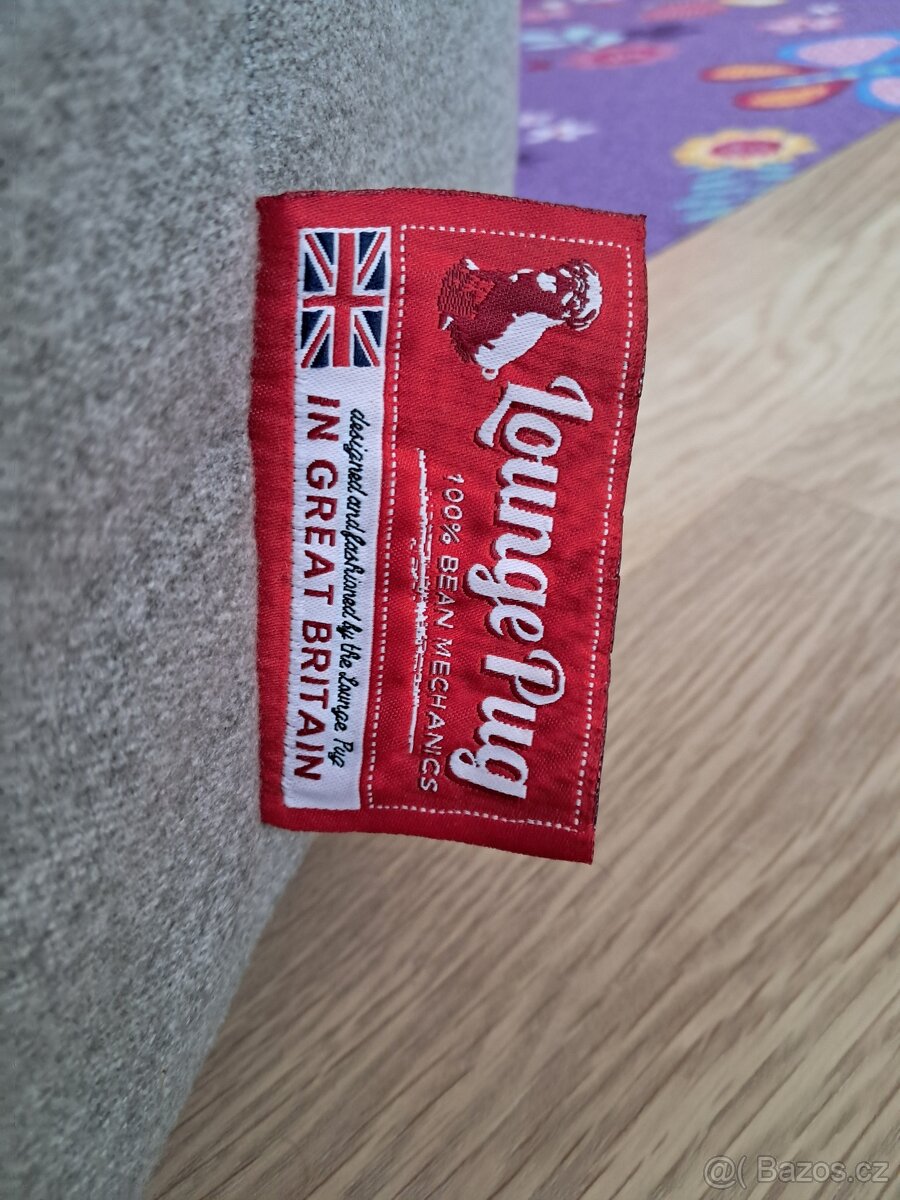 Lounge Pug
100% BEAN MECHANICS
designed and fashioned by the Lounge Pug
IN GREAT BRITAIN
@( Bazos.cz